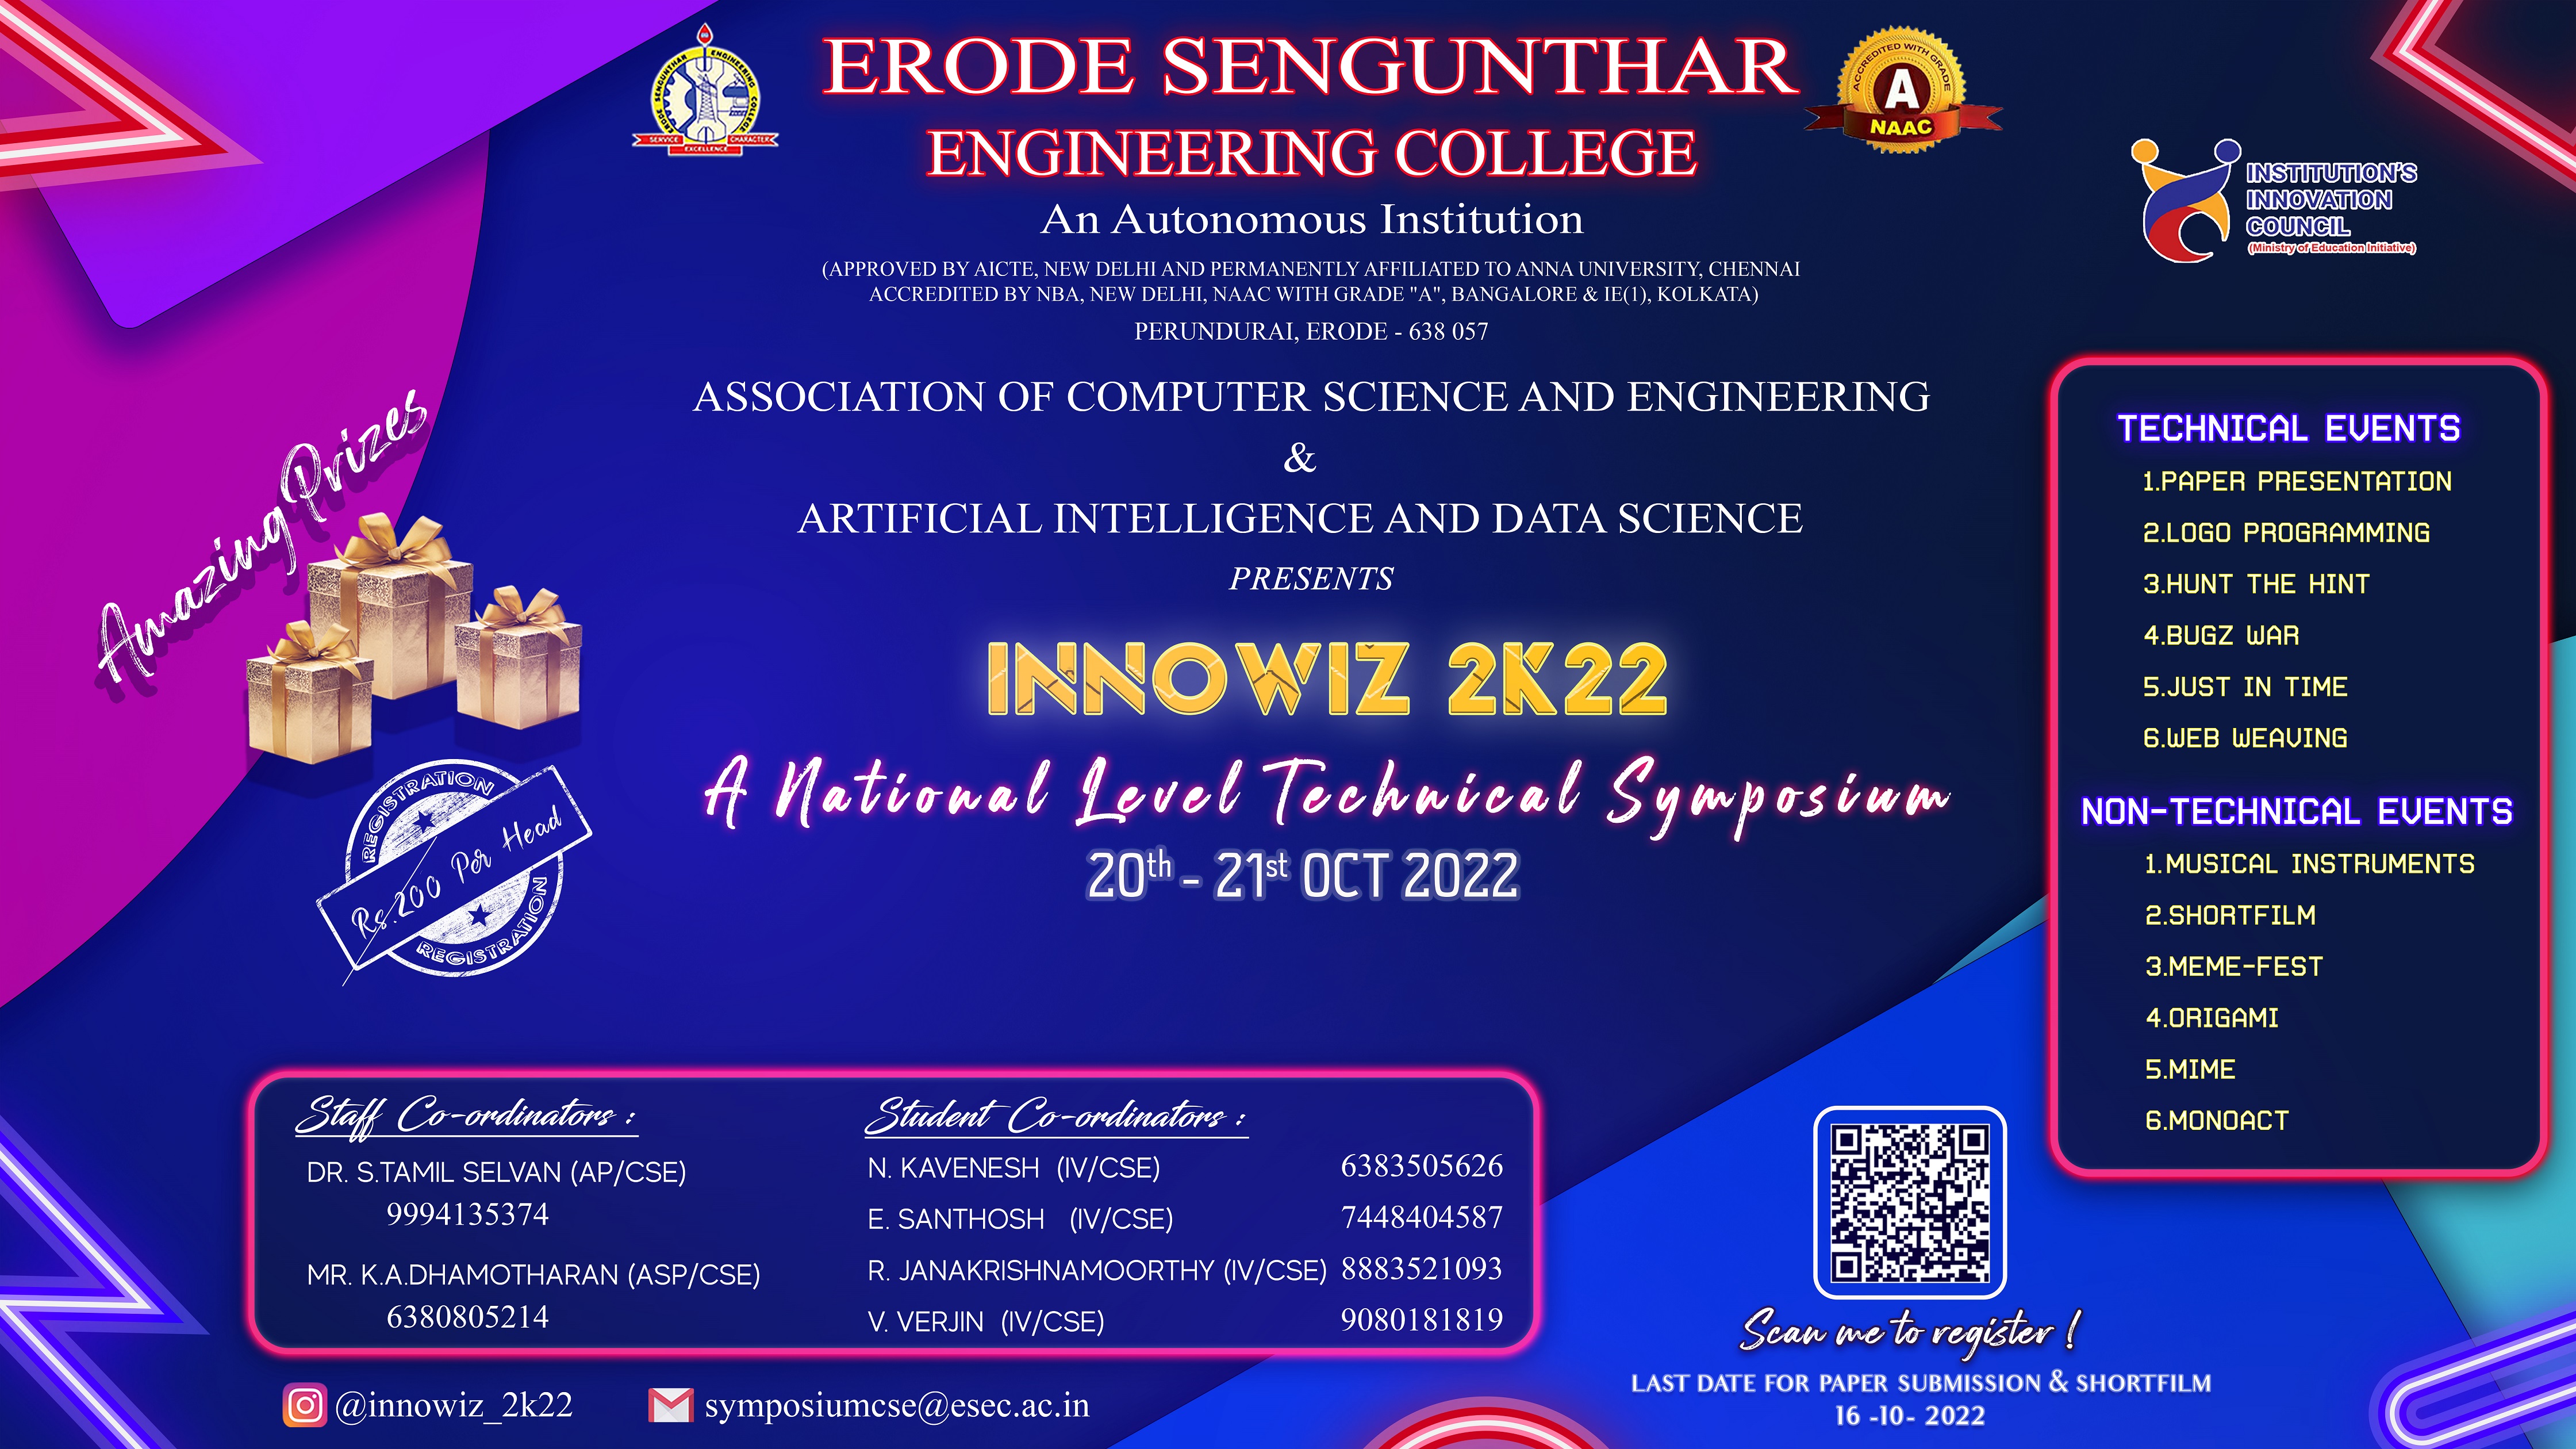 ERODE SENGUNTHAR
ENGINEERING COLLEGE
An Autonomous Institution
(APPROVED BY AICTE, NEW DELHI AND PERMANENTLY AFFILIATED TO ANNA UNIVERSITY, CHENNAI
ACCREDITED BY NBA, NEW DELHI, NAAC WITH GRADE "A", BANGALORE & IE(1), KOLKATA)
PERUNDURAI, ERODE - 638 057
ERODE SENGUNTHAR ENGINEERING COLLEGE
SERVICE EXCELLENCE CHARACTER
ACCREDITED WITH GRADE
A
NAAC
INSTITUTION'S
INNOVATION
COUNCIL
(Ministry of Education Initiative)
ASSOCIATION OF COMPUTER SCIENCE AND ENGINEERING
&
ARTIFICIAL INTELLIGENCE AND DATA SCIENCE
PRESENTS
INNOWIZ 2K22
A National Level Technical Symposium
20th - 21st OCT 2022
Amazing Prizes
REGISTRATION
Rs.200 Per Head
REGISTRATION
TECHNICAL EVENTS
1.PAPER PRESENTATION
2.LOGO PROGRAMMING
3.HUNT THE HINT
4.BUGZ WAR
5.JUST IN TIME
6.WEB WEAVING
NON-TECHNICAL EVENTS
1.MUSICAL INSTRUMENTS
2.SHORTFILM
3.MEME-FEST
4.ORIGAMI
5.MIME
6.MONOACT
Staff Co-ordinators :
DR. S.TAMIL SELVAN (AP/CSE)
9994135374
MR. K.A.DHAMOTHARAN (ASP/CSE)
6380805214
Student Co-ordinators :
N. KAVENESH (IV/CSE) 6383505626
E. SANTHOSH (IV/CSE) 7448404587
R. JANAKRISHNAMOORTHY (IV/CSE) 8883521093
V. VERJIN (IV/CSE) 9080181819
Scan me to register !
LAST DATE FOR PAPER SUBMISSION & SHORTFILM
16 -10- 2022
@innowiz_2k22
symposiumcse@esec.ac.in